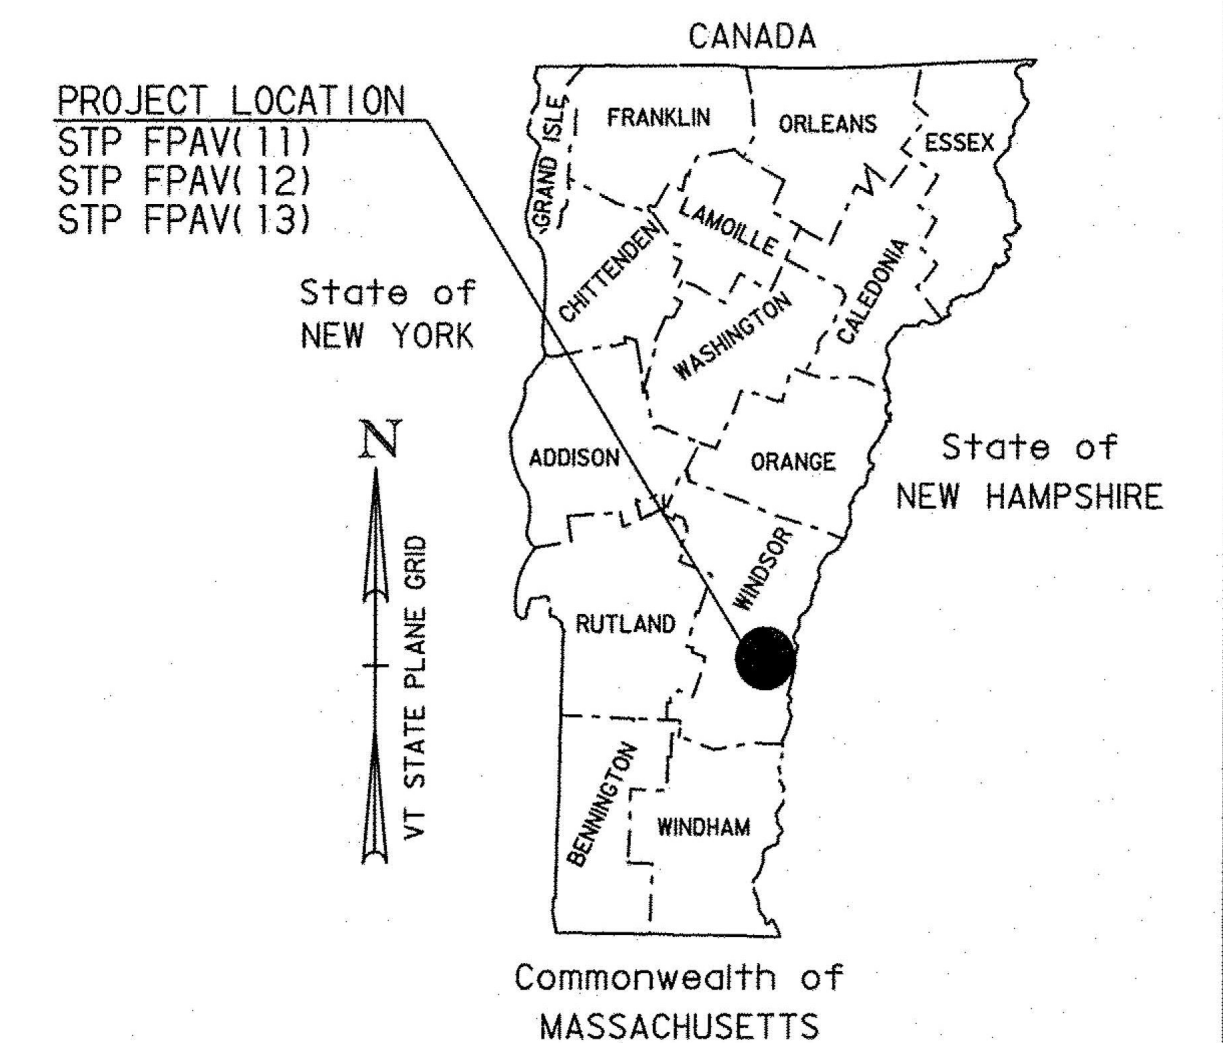 CANADA
PROJECT LOCATION
STP FPAV(11)
STP FPAV(12)
STP FPAV(13)
GRAND ISLE
FRANKLIN
ORLEANS
ESSEX
LAMOILLE
CHITTENDEN
CALEDONIA
WASHINGTON
State of
NEW YORK
N
VT STATE PLANE GRID
ADDISON
ORANGE
State of
NEW HAMPSHIRE
WINDSOR
RUTLAND
BENNINGTON
WINDHAM
Commonwealth of
MASSACHUSETTS